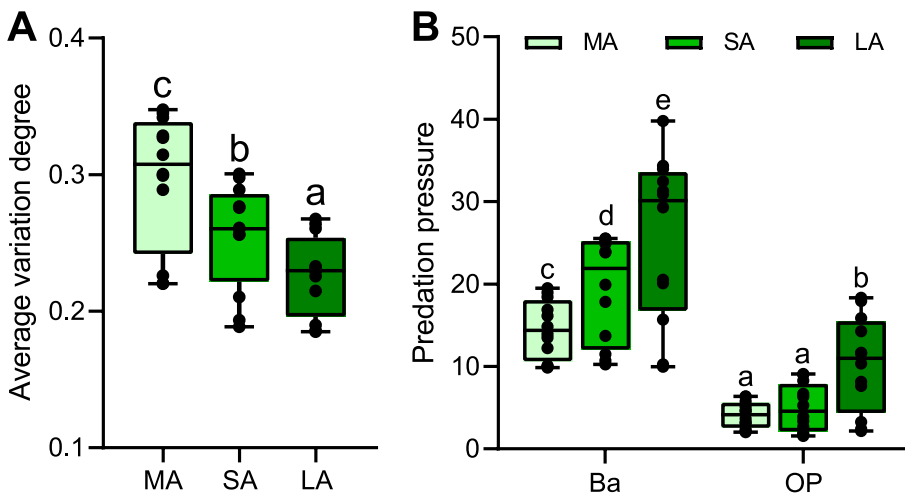 A
Average variation degree
0.4
0.3
0.2
0.1
c
b
a
MA SA LA
B
Predation pressure
50
40
30
20
10
0
MA SA LA
c
d
e
a
a
b
Ba OP